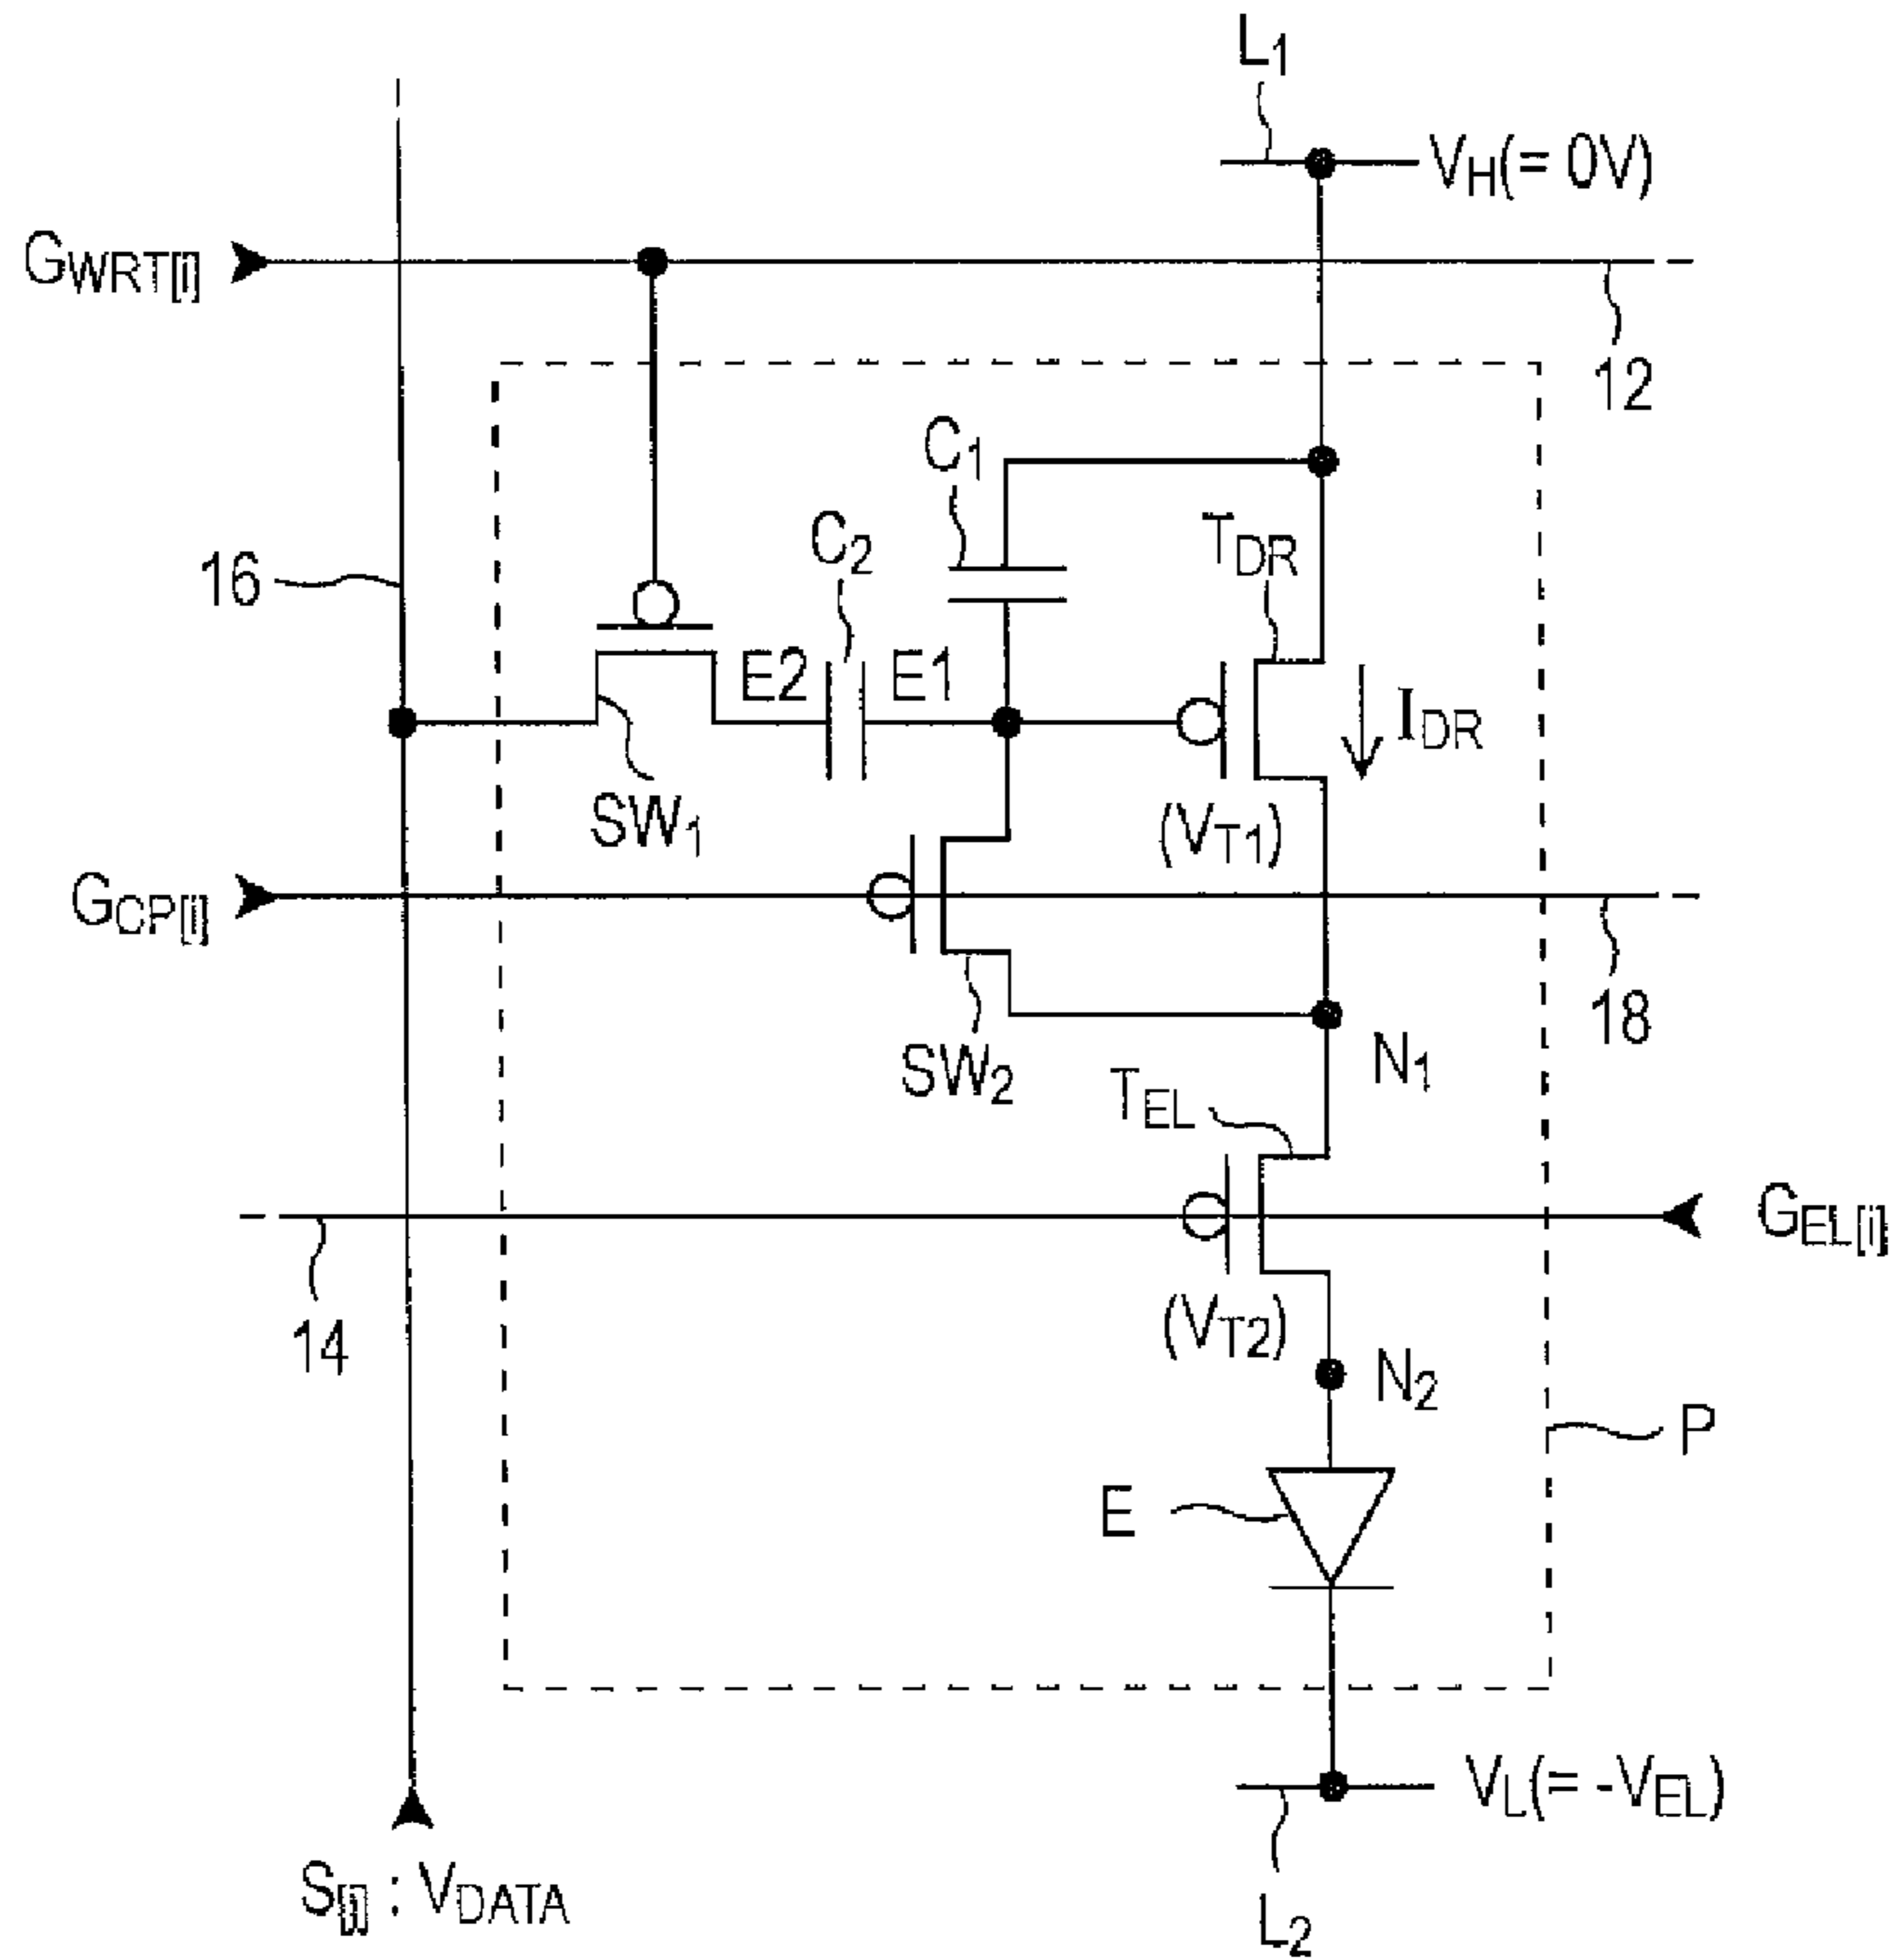 L1
VH(= 0V)
GWRT[i]
12
C1
C2
TDR
16
E2
E1
IDR
SW1
(VT1)
GCP[i]
18
SW2
N1
TEL
GEL[i]
14
(VT2)
N2
P
E
VL(= -VEL)
S[j] : VDATA
L2